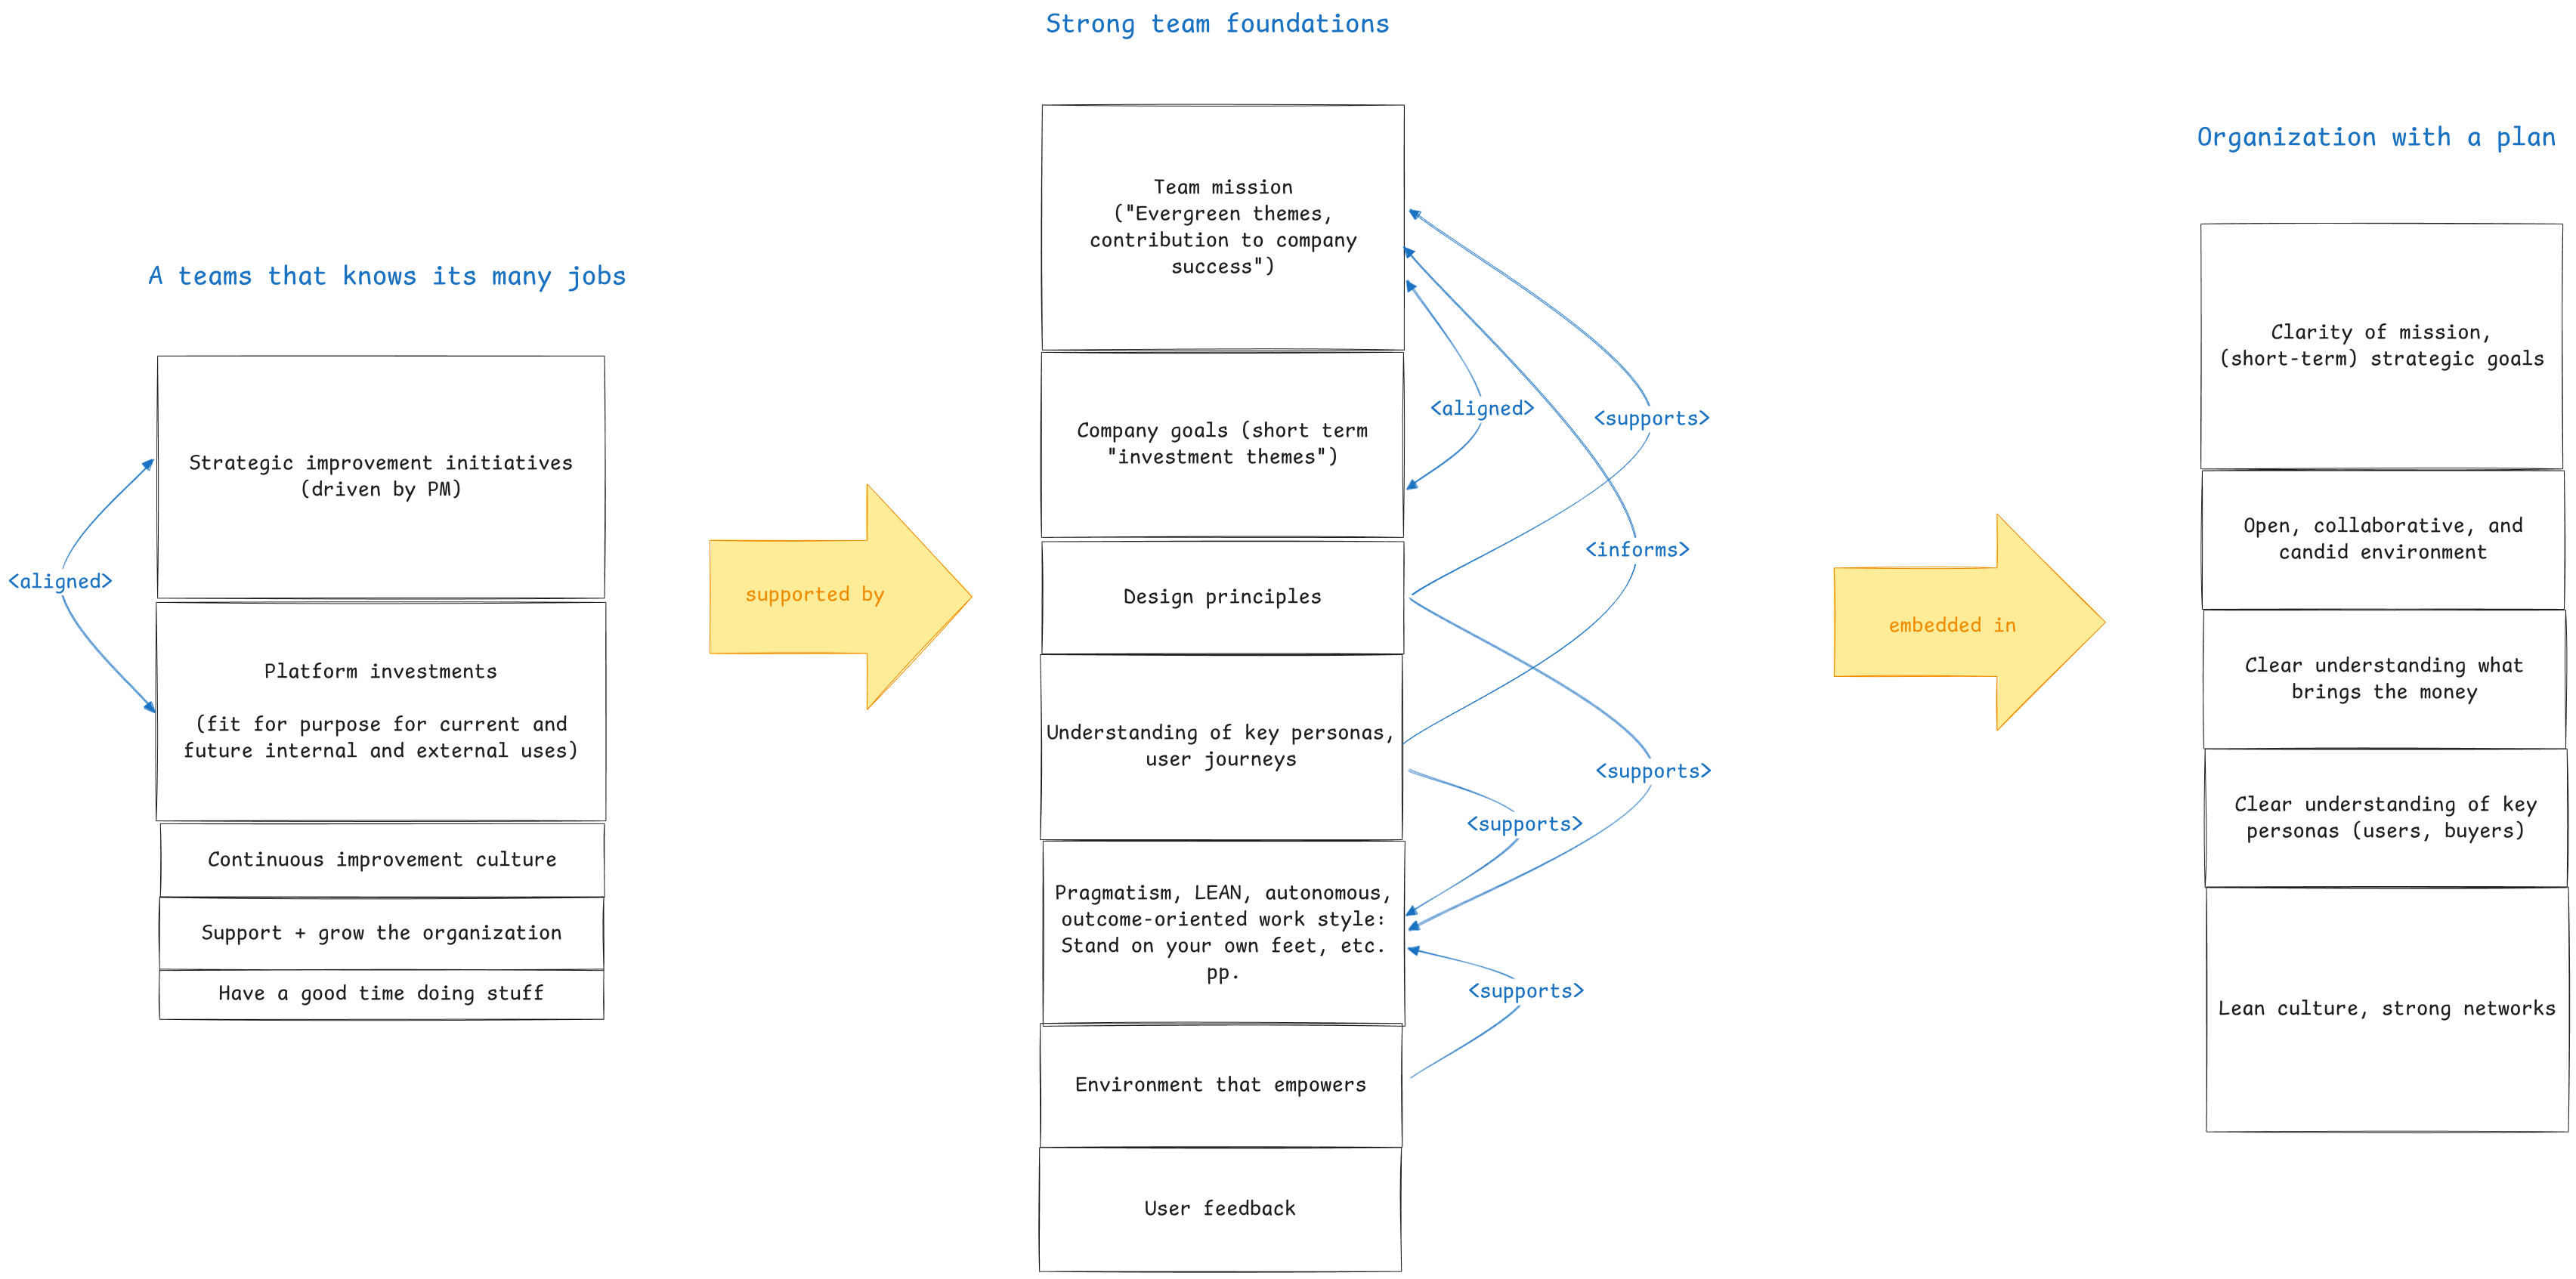 Strong team foundations
Organization with a plan
A teams that knows its many jobs
Strategic improvement initiatives
(driven by PM)
<aligned>
Platform investments
(fit for purpose for current and
future internal and external uses)
Continuous improvement culture
Support + grow the organization
Have a good time doing stuff
supported by
Team mission
("Evergreen themes,
contribution to company
success")
Company goals (short term
"investment themes")
Design principles
Understanding of key personas,
user journeys
Pragmatism, LEAN, autonomous,
outcome-oriented work style:
Stand on your own feet, etc.
pp.
Environment that empowers
User feedback
<aligned>
<supports>
<informs>
<supports>
<supports>
<supports>
embedded in
Clarity of mission,
(short-term) strategic goals
Open, collaborative, and
candid environment
Clear understanding what
brings the money
Clear understanding of key
personas (users, buyers)
Lean culture, strong networks